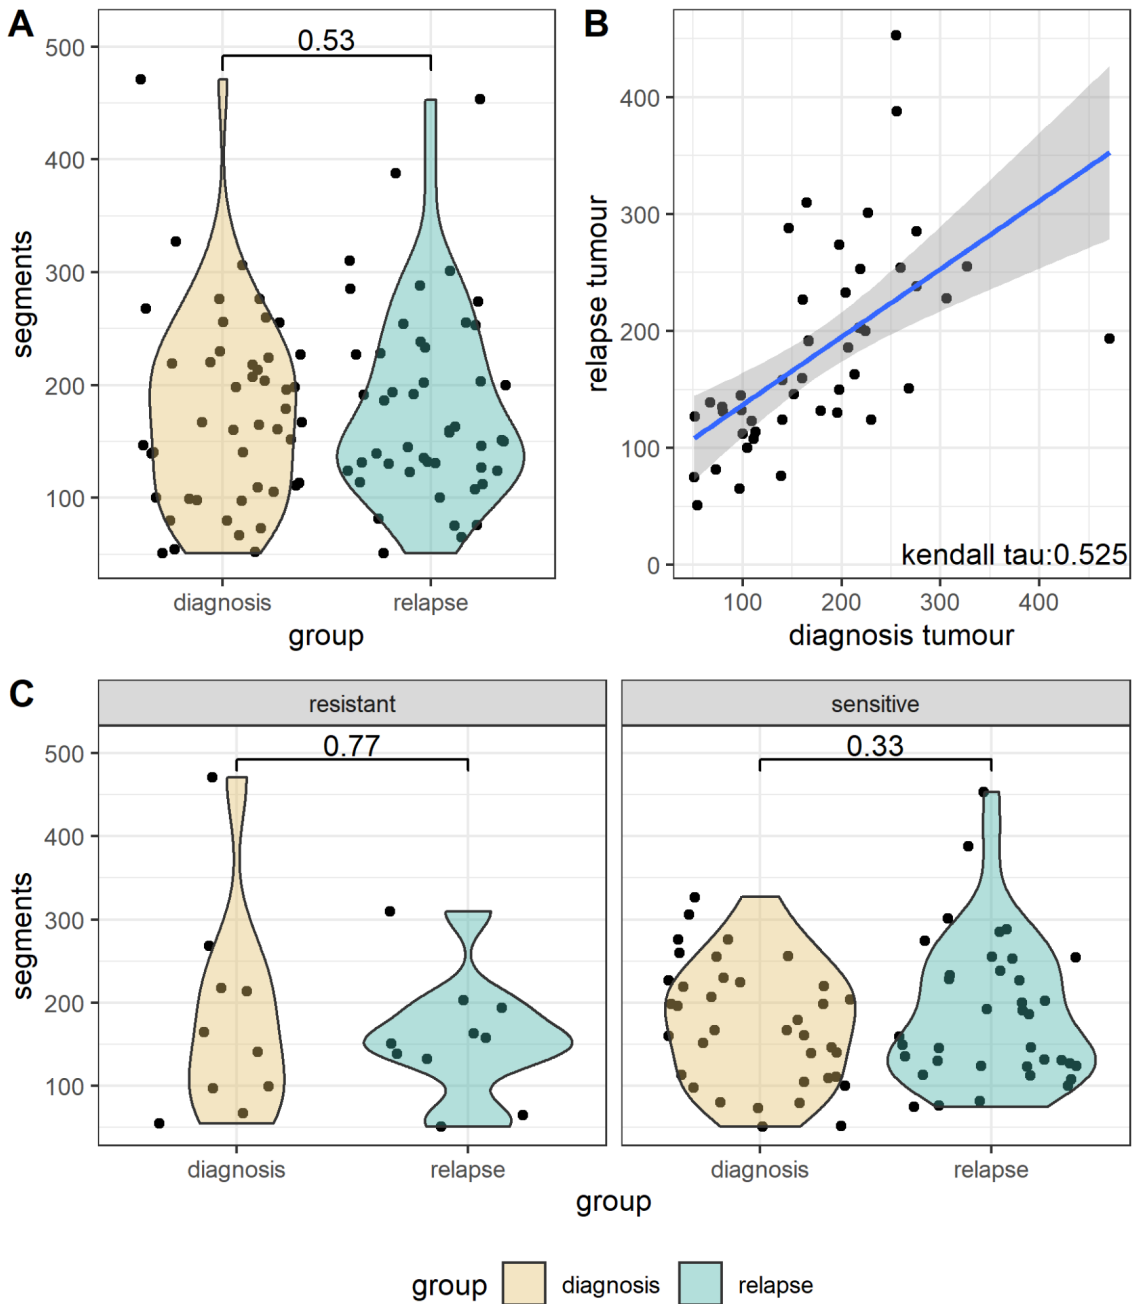 A
0.53
500
400
300
200
100
segments
diagnosis relapse
group
B
400
300
200
100
0
relapse tumour
kendall tau:0.525
100 200 300 400
diagnosis tumour
C
resistant sensitive
0.77 0.33
500
400
300
200
100
segments
diagnosis relapse diagnosis relapse
group
group diagnosis relapse